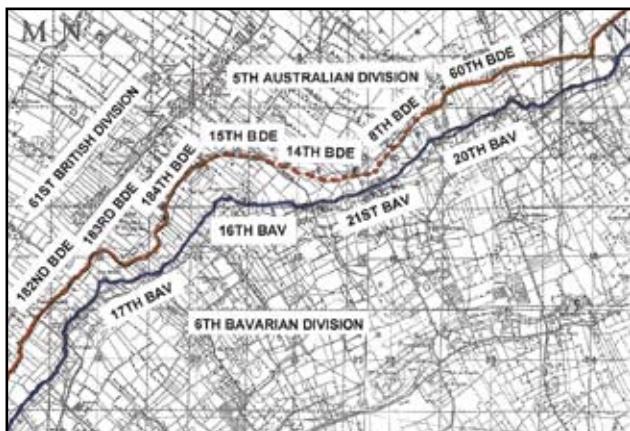 M N
N
5TH AUSTRALIAN DIVISION
60TH BDE
8TH BDE
15TH BDE
14TH BDE
61ST BRITISH DIVISION
184TH BDE
183RD BDE
182ND BDE
20TH BAV
21ST BAV
16TH BAV
17TH BAV
6TH BAVARIAN DIVISION